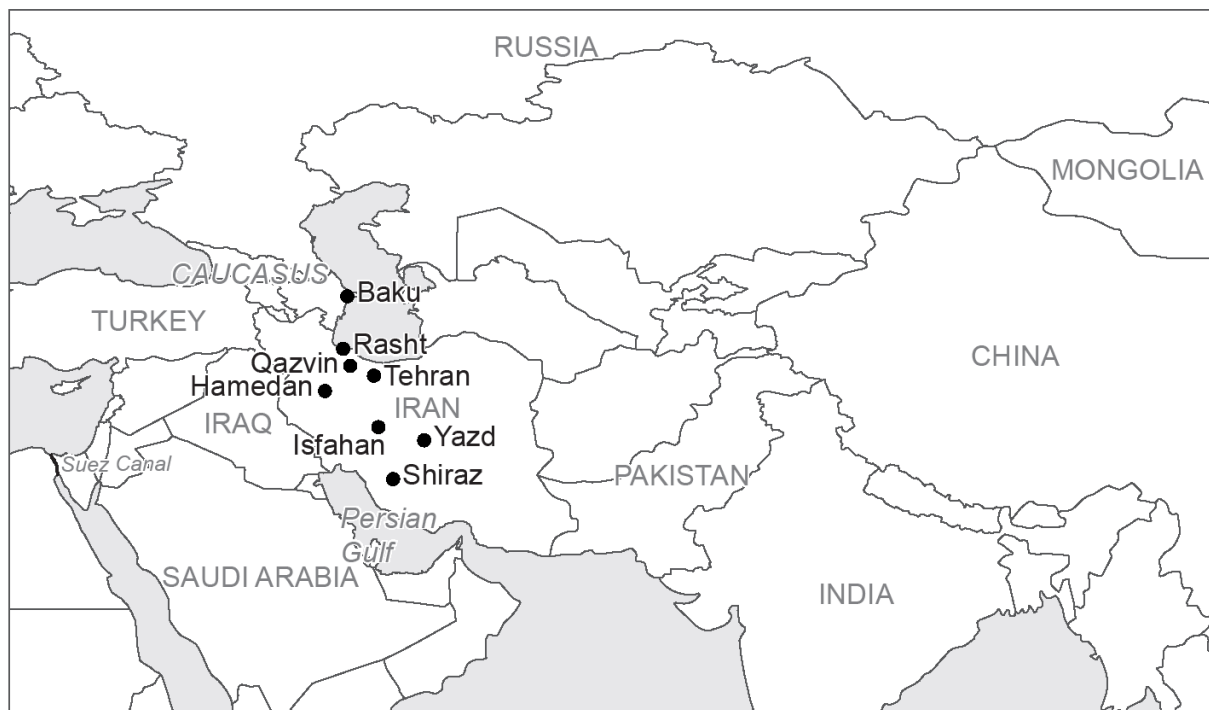 RUSSIA
MONGOLIA
CAUCASUS
Baku
TURKEY
Rasht
Qazvin
CHINA
Tehran
Hamedan
IRAN
IRAQ
Yazd
Isfahan
Suez Canal
Shiraz
PAKISTAN
Persian
Gulf
SAUDI ARABIA
INDIA